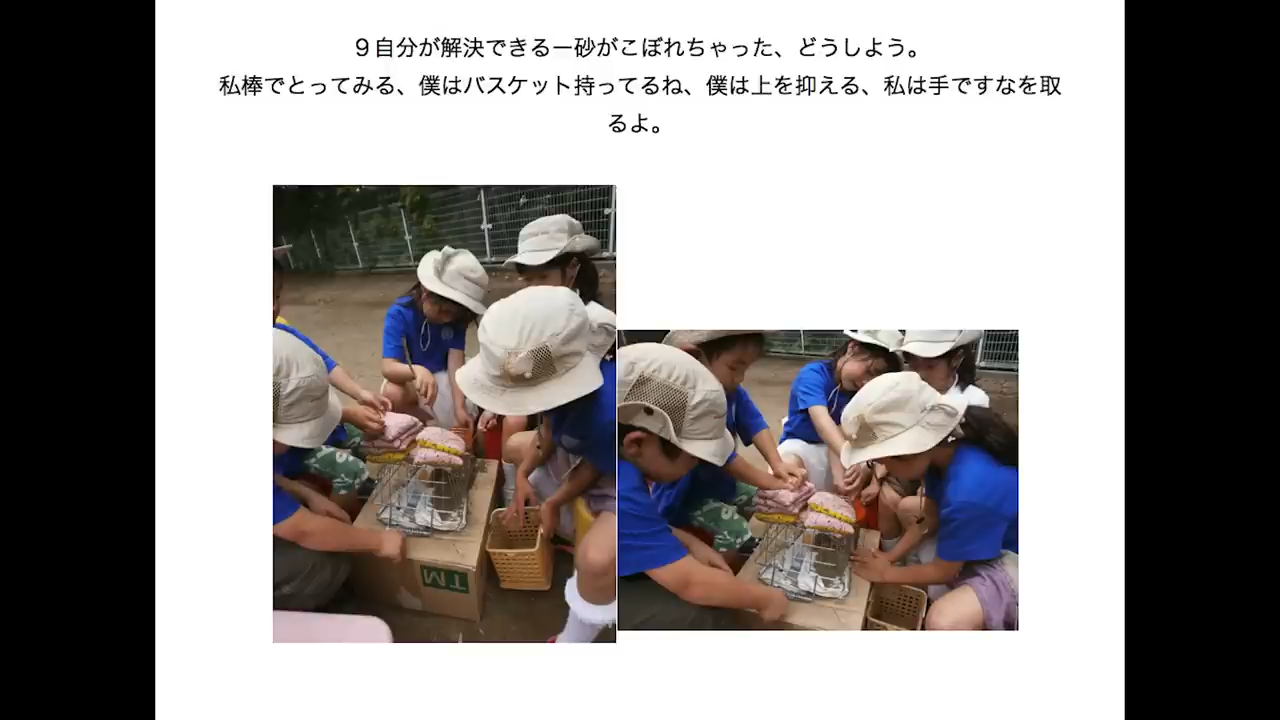 ９自分が解決できる一砂がこぼれちゃった、どうしよう。
私棒でとってみる、僕はバスケット持ってるね、僕は上を抑える、私は手ですなを取
るよ。
TM